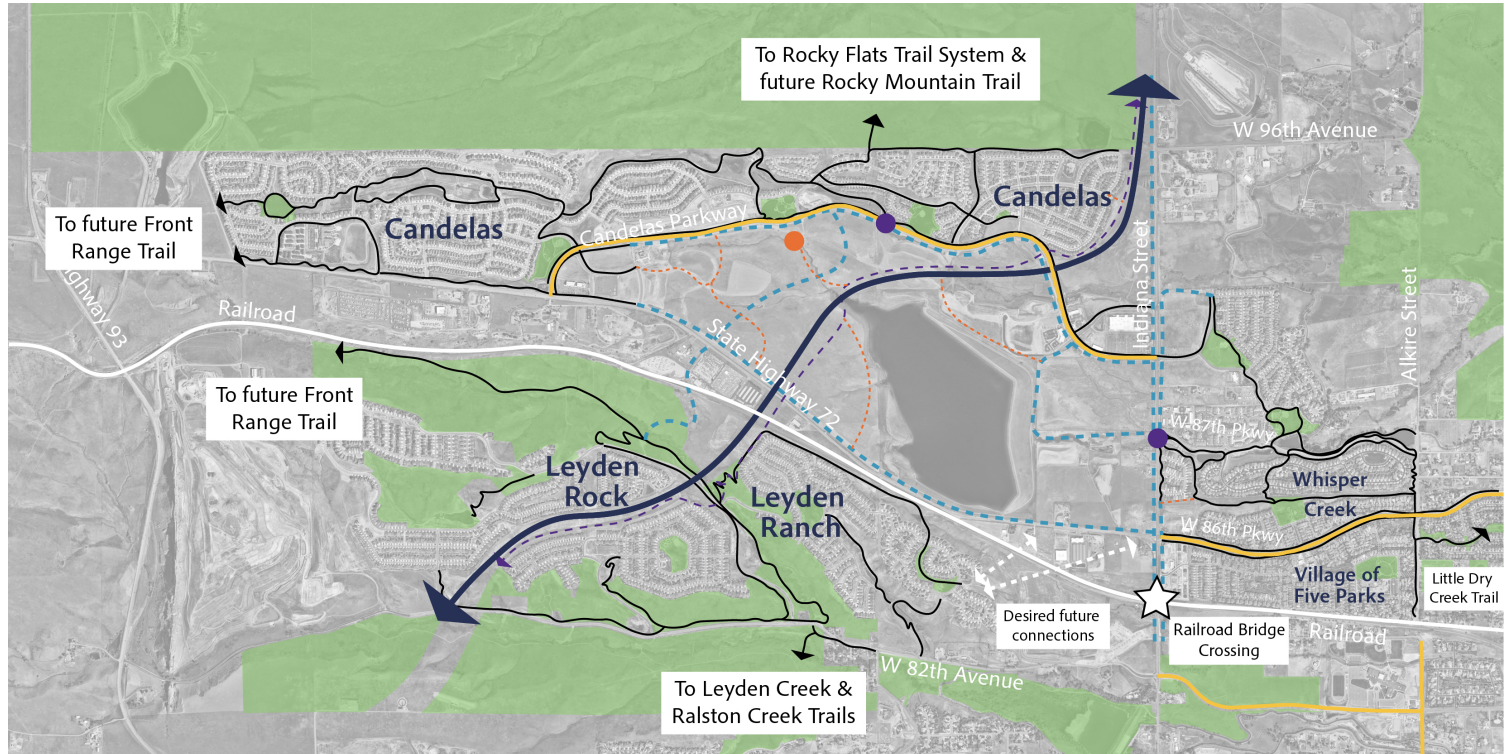 To Rocky Flats Trail System &
future Rocky Mountain Trail
W 96th Avenue
Candelas
To future Front
Range Trail
Candelas
Candelas Parkway
Indiana Street
Highway 93
Railroad
Alkire Street
State Highway 72
To future Front
Range Trail
W 87th Pkwy
Leyden
Rock
Leyden
Ranch
Whisper
Creek
W 86th Pkwy
Village of
Five Parks
Little Dry
Creek Trail
Desired future
connections
Railroad Bridge
Crossing
Railroad
W 82th Avenue
To Leyden Creek &
Ralston Creek Trails